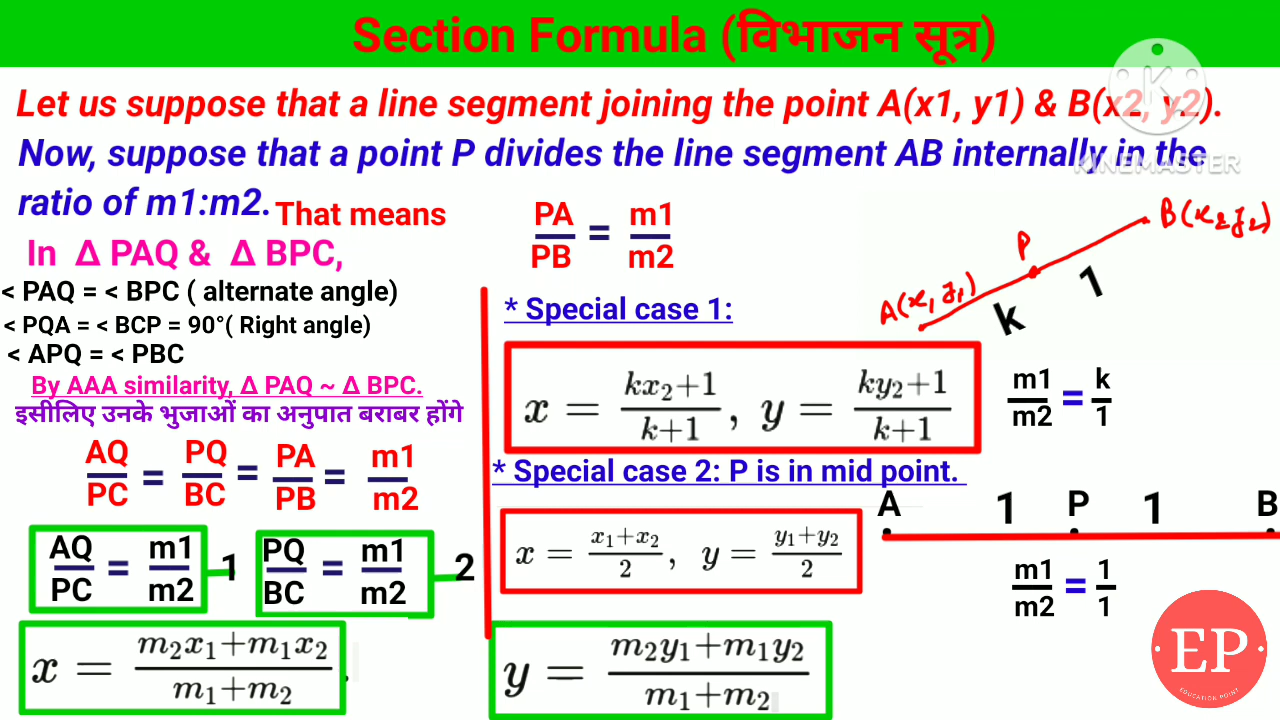 Section Formula (विभाजन सूत्र)
Let us suppose that a line segment joining the point A(x1, y1) & B(x2, y2).
Now, suppose that a point P divides the line segment AB internally in the
ratio of m1:m2. That means
PA/PB = m1/m2
KINEMASTER
In Δ PAQ & Δ BPC,
< PAQ = < BPC ( alternate angle)
< PQA = < BCP = 90°( Right angle)
< APQ = < PBC
By AAA similarity, Δ PAQ ~ Δ BPC.
इसीलिए उनके भुजाओं का अनुपात बराबर होंगे
AQ/PC = PQ/BC = PA/PB = m1/m2
AQ/PC = m1/m2 1
PQ/BC = m1/m2 2
x = (m₂x₁+m₁x₂)/(m₁+m₂) .
y = (m₂y₁+m₁y₂)/(m₁+m₂)
* Special case 1:
x = (kx₂+1)/(k+1), y = (ky₂+1)/(k+1)
A(x₁ y₁)
P
B(x₂ y₂)
k
1
m1/m2 = k/1
* Special case 2: P is in mid point.
x = (x₁+x₂)/2, y = (y₁+y₂)/2
A 1 P 1 B
m1/m2 = 1/1
EP
EDUCATION POINT